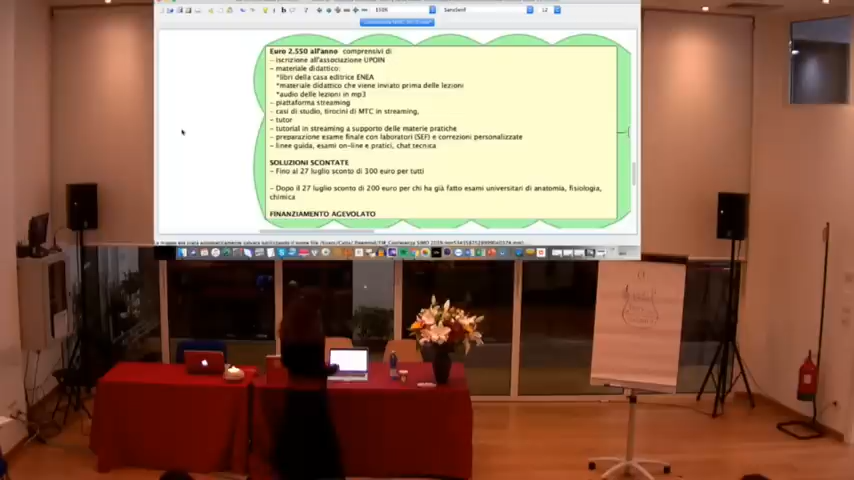 150%
SansSerif
12
Euro 2.550 all'anno comprensivi di
- iscrizione all'associazione UPOIN
- materiale didattico:
*libri della casa editrice ENEA
*materiale didattico che viene inviato prima delle lezioni
*audio delle lezioni in mp3
- piattaforma streaming
- casi di studio, tirocini di MTC in streaming,
- tutor
- tutorial in streaming a supporto delle materie pratiche
- preparazione esame finale con laboratori (SEF) e correzioni personalizzate
- linee guida, esami on-line e pratici, chat tecnica
SOLUZIONI SCONTATE
- Fino al 27 luglio sconto di 300 euro per tutti
- Dopo il 27 luglio sconto di 200 euro per chi ha già fatto esami universitari di anatomia, fisiologia,
chimica
FINANZIAMENTO AGEVOLATO